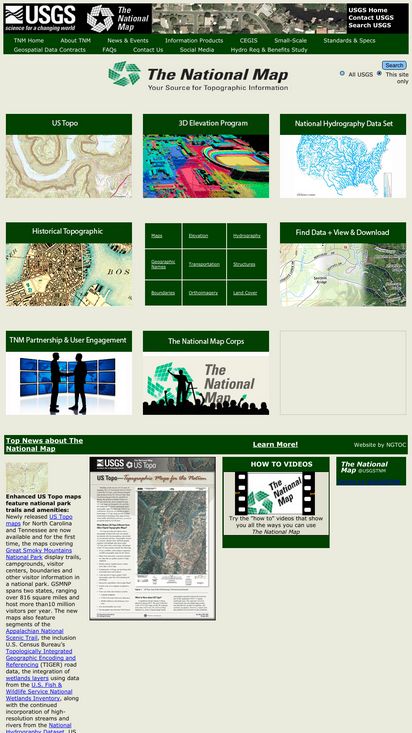 USGS
science for a changing world
The
National
Map
USGS Home
Contact USGS
Search USGS
TNM Home About TNM News & Events Information Products CEGIS Small-Scale Standards & Specs
Geospatial Data Contracts FAQs Contact Us Social Media Hydro Req & Benefits Study
The National Map
Your Source for Topographic Information
Search
All USGS This site only
US Topo
3D Elevation Program
National Hydrography Data Set
Historical Topographic
Maps Elevation Hydrography
Geographic Names Transportation Structures
Boundaries Orthoimagery Land Cover
Find Data + View & Download
BOS
TNM Partnership & User Engagement
The National Map Corps
The
National
Map
Top News about The
National Map
Learn More!
Website by NGTOC
Enhanced US Topo maps
feature national park
trails and amenities:
Newly released US Topo
maps for North Carolina
and Tennessee are now
available and for the first
time, the maps covering
Great Smoky Mountains
National Park display trails,
campgrounds, visitor
centers, boundaries and
other visitor information in
a national park. GSMNP
spans two states, ranging
over 816 square miles and
host more than10 million
visitors per year. The new
maps also feature
segments of the
Appalachian National
Scenic Trail, the inclusion
U.S. Census Bureau's
Topologically Integrated
Geographic Encoding and
Referencing (TIGER) road
data, the integration of
wetlands layers using data
from the U.S. Fish &
Wildlife Service National
Wetlands Inventory, along
with the continued
incorporation of high-
resolution streams and
rivers from the National
Hydrography Dataset. US
USGS
The National Map
US Topo
US Topo—Topographic Maps for the Nation
HOW TO VIDEOS
The
National
Map
Try the "how to" videos that show
you all the ways you can use
The National Map
The National
Map @USGSTNM